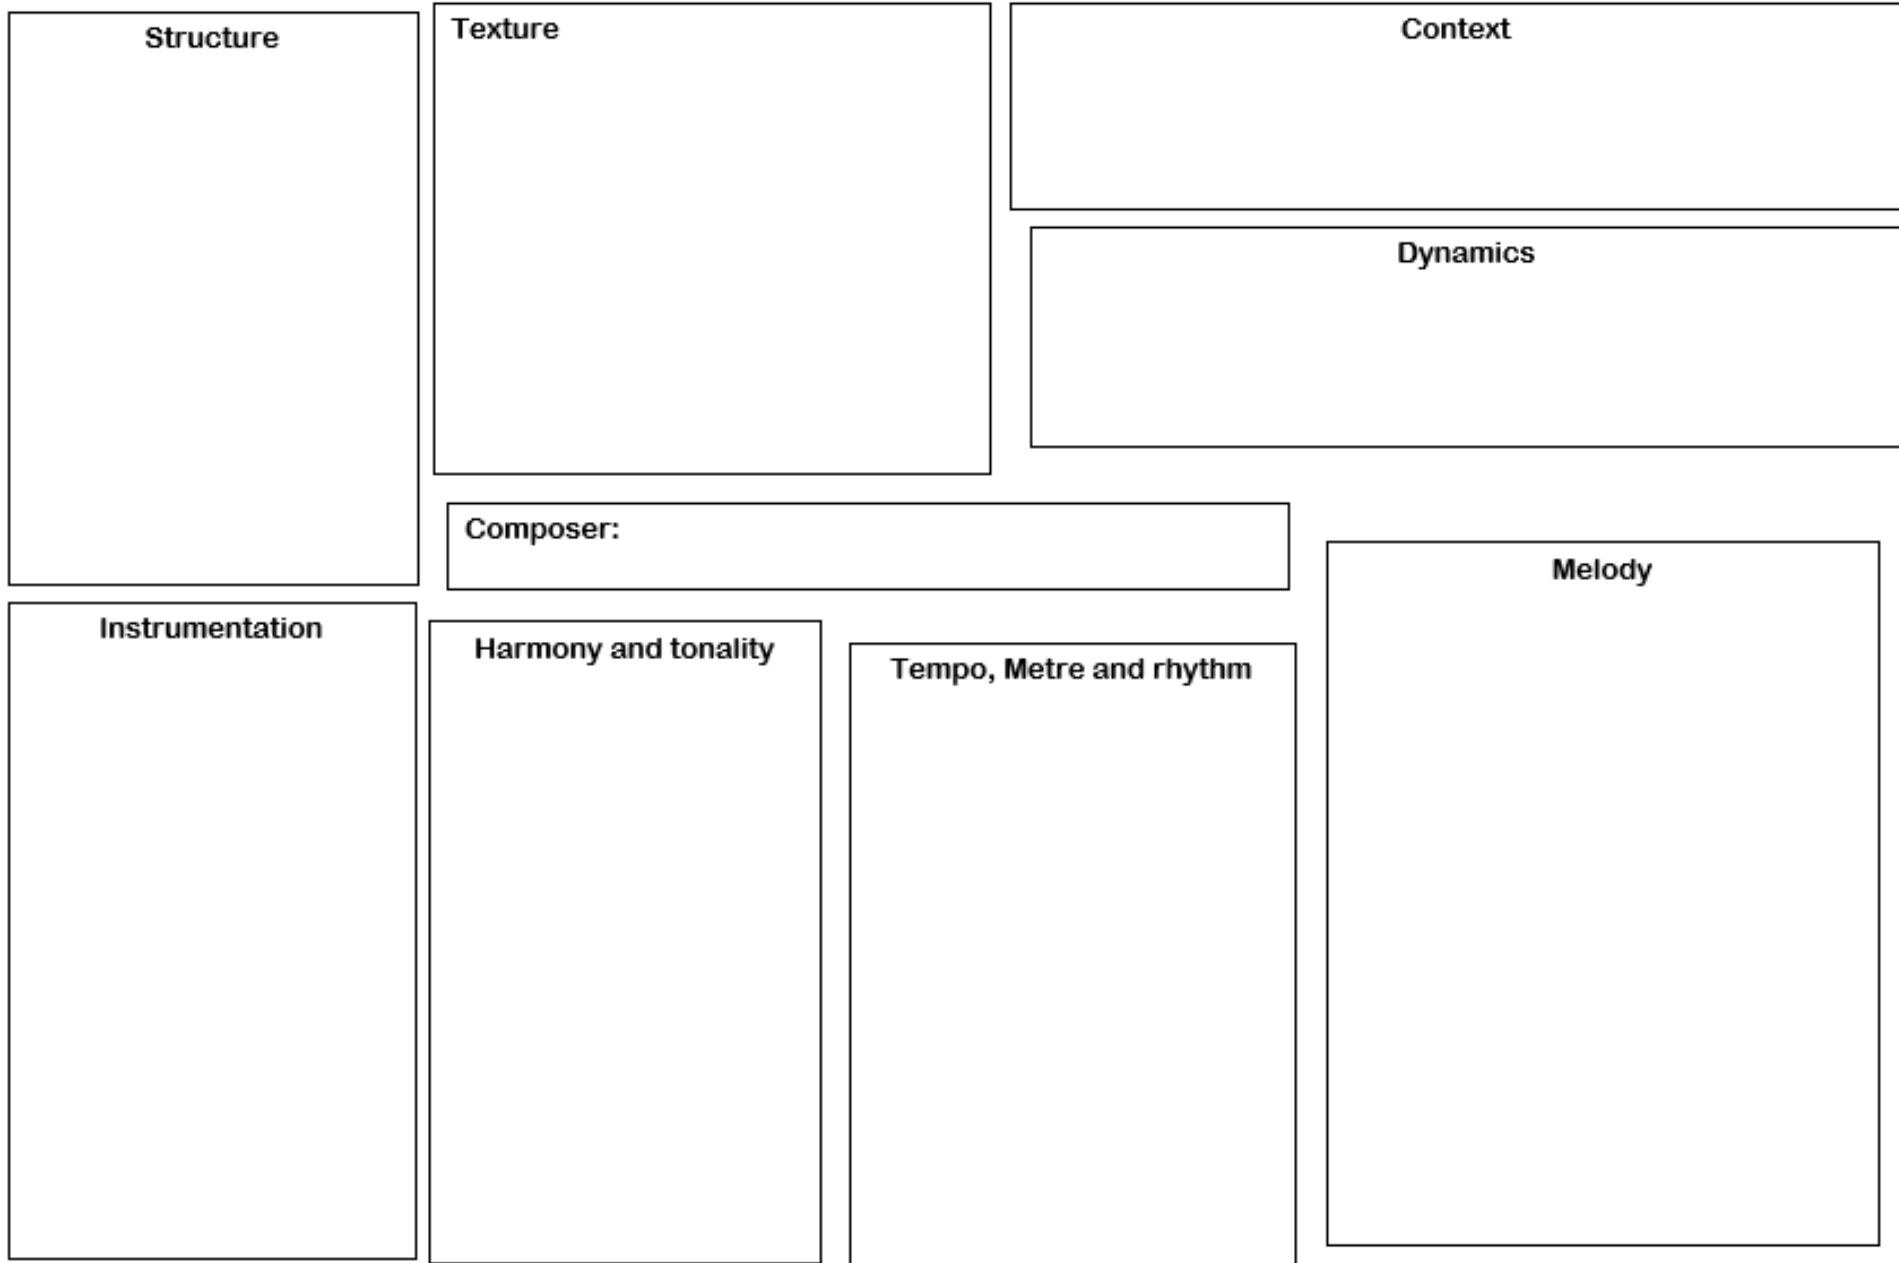 Structure
Texture
Context
Dynamics
Composer:
Melody
Instrumentation
Harmony and tonality
Tempo, Metre and rhythm